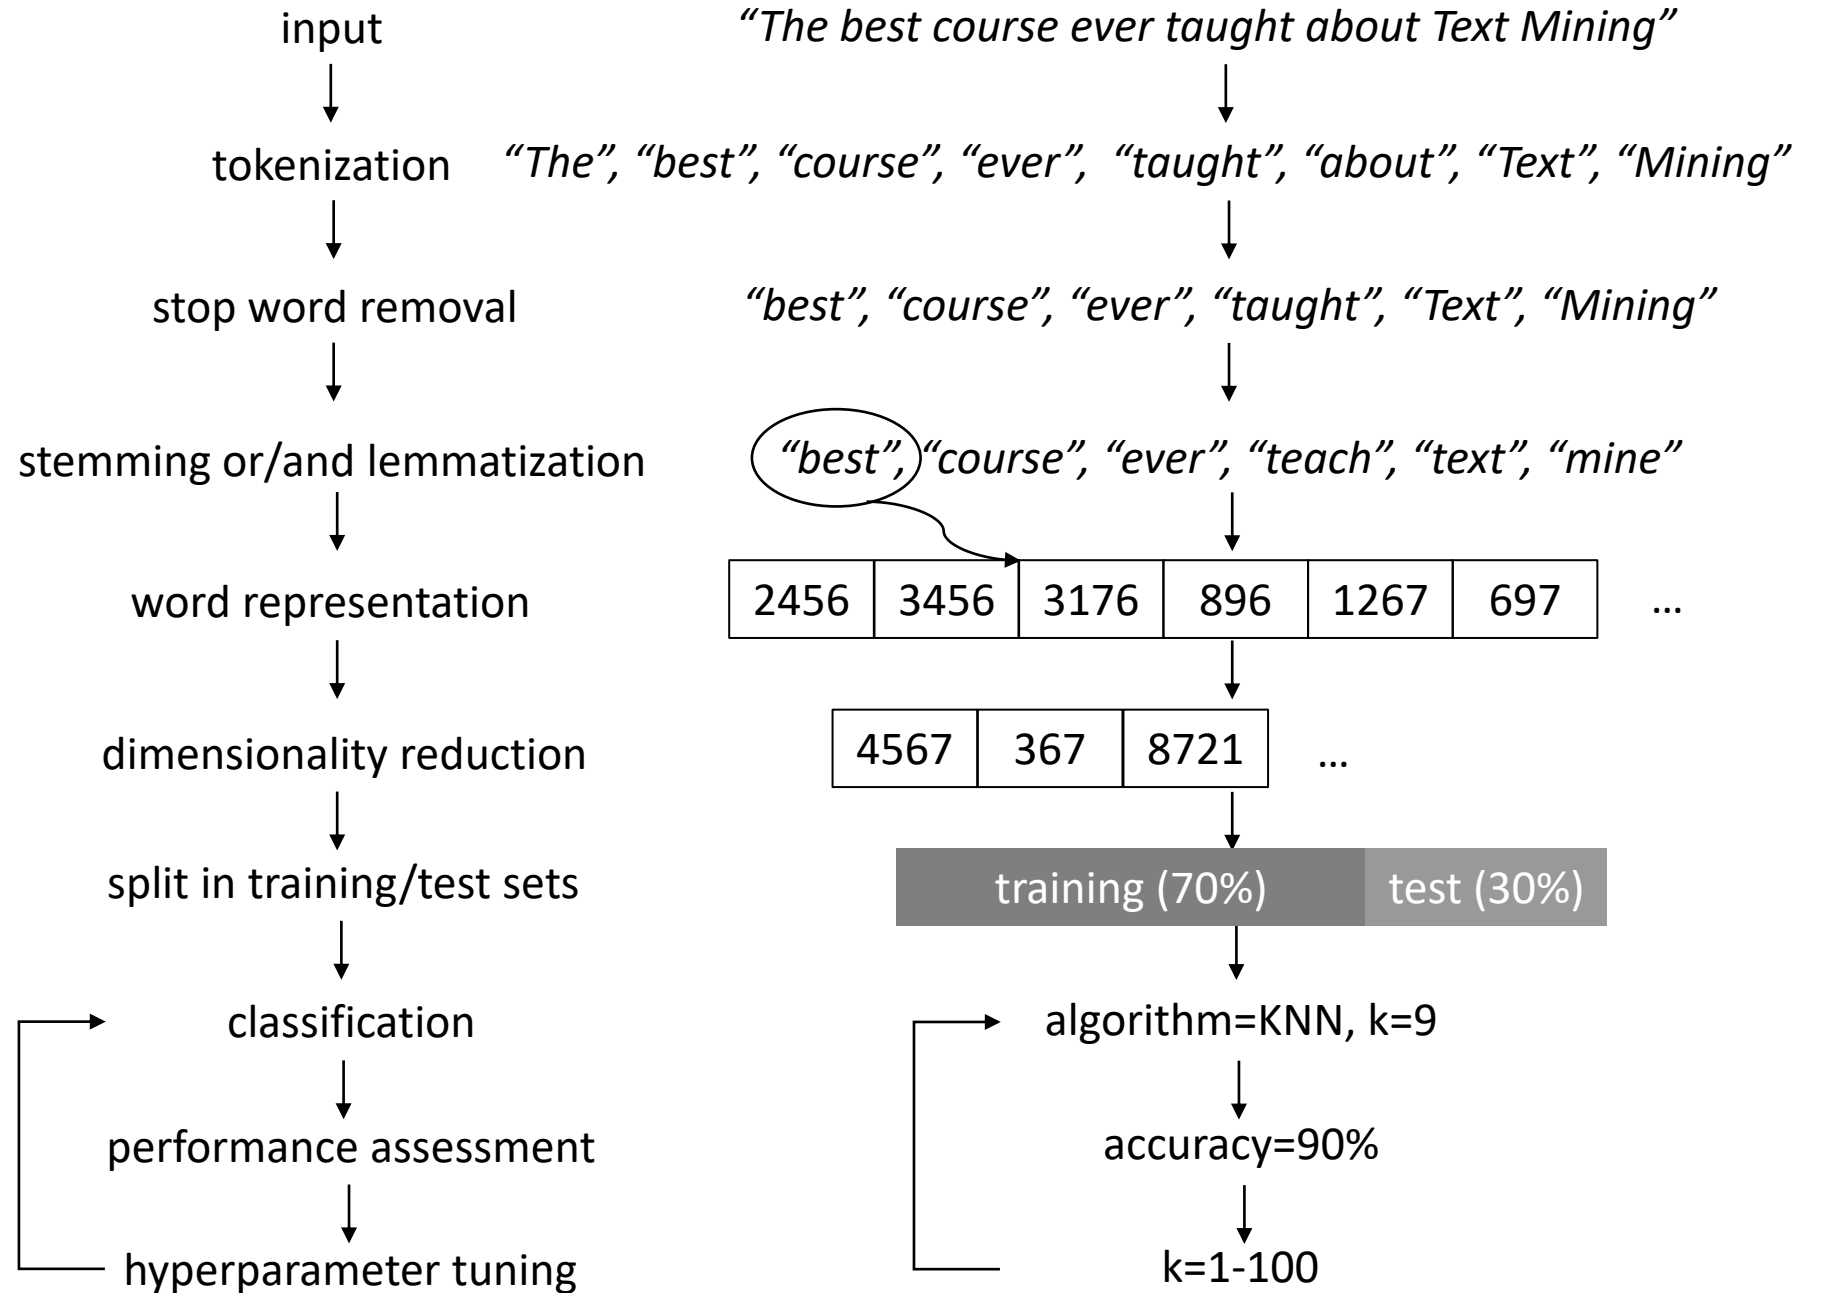 input “The best course ever taught about Text Mining”
tokenization “The”, “best”, “course”, “ever”, “taught”, “about”, “Text”, “Mining”
stop word removal “best”, “course”, “ever”, “taught”, “Text”, “Mining”
stemming or/and lemmatization “best”, “course”, “ever”, “teach”, “text”, “mine”
word representation 2456 3456 3176 896 1267 697 ...
dimensionality reduction 4567 367 8721 ...
split in training/test sets training (70%) test (30%)
classification algorithm=KNN, k=9
performance assessment accuracy=90%
hyperparameter tuning k=1-100